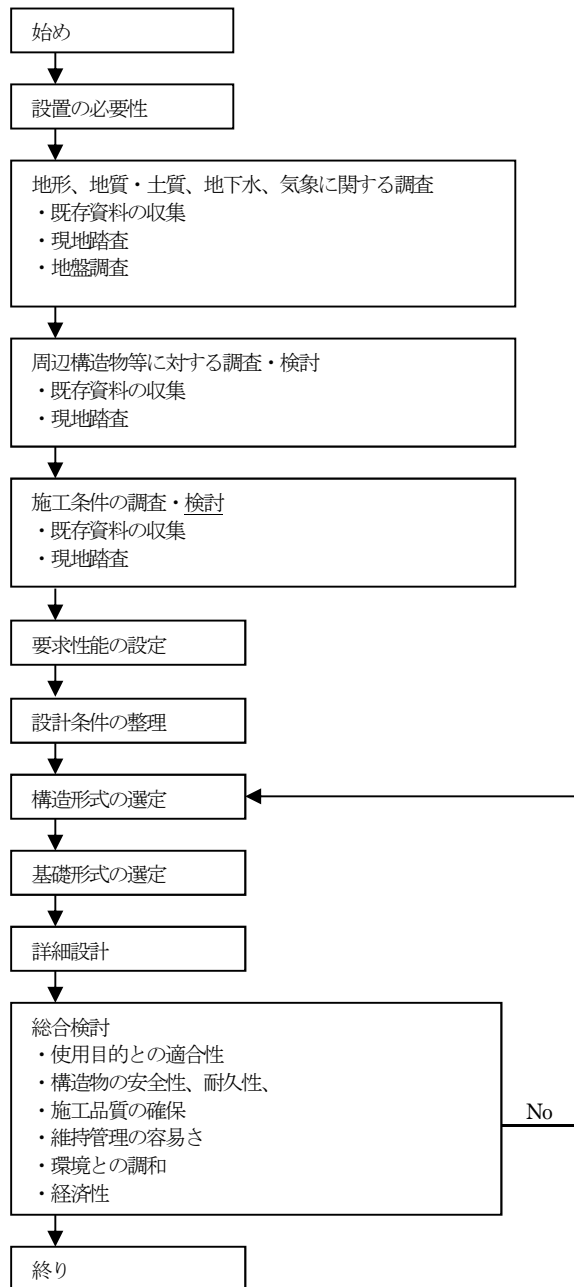 始め
設置の必要性
地形、地質・土質、地下水、気象に関する調査
・既存資料の収集
・現地踏査
・地盤調査
周辺構造物等に対する調査・検討
・既存資料の収集
・現地踏査
施工条件の調査・検討
・既存資料の収集
・現地踏査
要求性能の設定
設計条件の整理
構造形式の選定
基礎形式の選定
詳細設計
総合検討
・使用目的との適合性
・構造物の安全性、耐久性、
・施工品質の確保
・維持管理の容易さ
・環境との調和
・経済性
No
終り